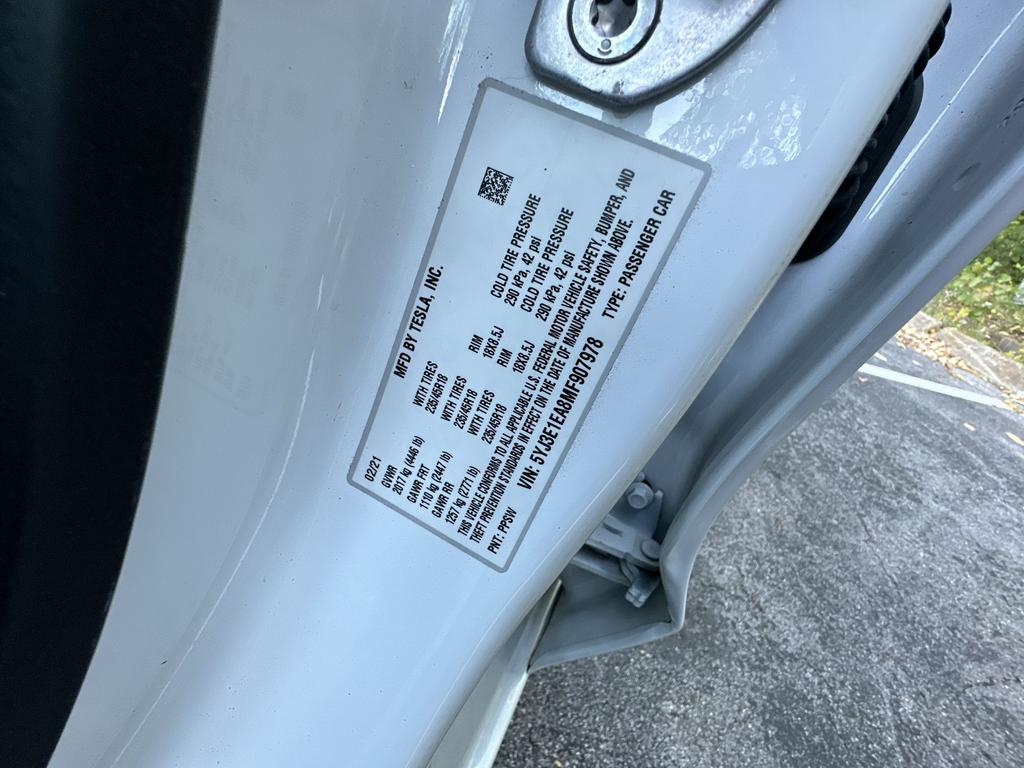 MFD BY TESLA, INC.
02/21
GVWR WITH TIRES RIM COLD TIRE PRESSURE
2017 kg (4446 lb) 235/45R18 18X8.5J 290 kPa, 42 psi
GAWR FRT WITH TIRES RIM COLD TIRE PRESSURE
1110 kg (2447 lb) 235/45R18 18X8.5J 290 kPa, 42 psi
GAWR RR WITH TIRES
1257 kg (2771 lb) 235/45R18
THIS VEHICLE CONFORMS TO ALL APPLICABLE U.S. FEDERAL MOTOR VEHICLE SAFETY, BUMPER, AND
THEFT PREVENTION STANDARDS IN EFFECT ON THE DATE OF MANUFACTURE SHOWN ABOVE.
PNT: PPSW VIN: 5YJ3E1EA8MF907978 TYPE: PASSENGER CAR